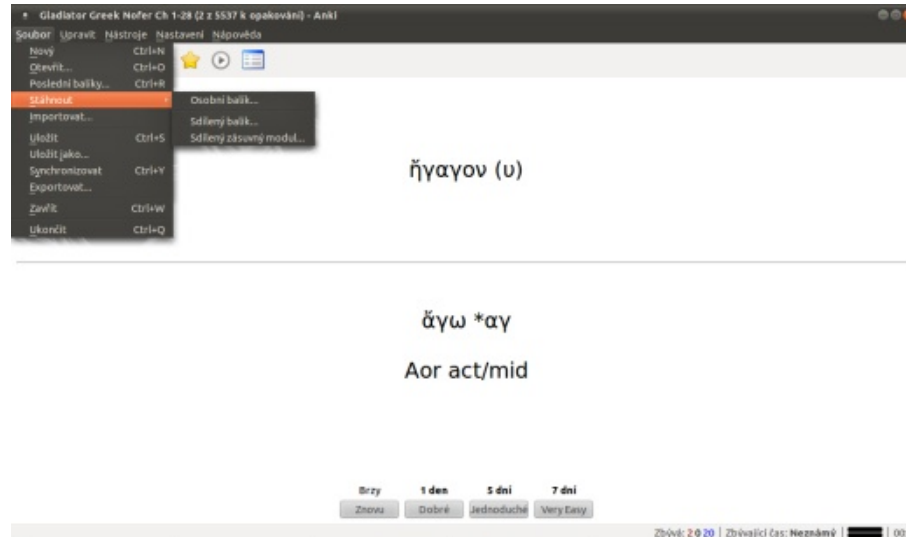 Gladiator Greek Nofer Ch 1-28 (2 z 5537 k opakování) - Anki
Soubor Upravit Nástroje Nastavení Nápověda
Nový Ctrl+N
Otevřít... Ctrl+O
Poslední balíky... Ctrl+R
Stáhnout
Osobní balík...
Importovat...
Sdílený balík...
Uložit Ctrl+S
Sdílený zásuvný modul...
Uložit jako...
Synchronizovat Ctrl+Y
Exportovat...
Zavřít Ctrl+W
Ukončit Ctrl+Q
ἤγαγον (υ)
ἄγω *αγ
Aor act/mid
Brzy 1 den 5 dní 7 dní
Znovu Dobré Jednoduché Very Easy
Zbývá: 2 0 20 Zbývající čas: Neznámý 00